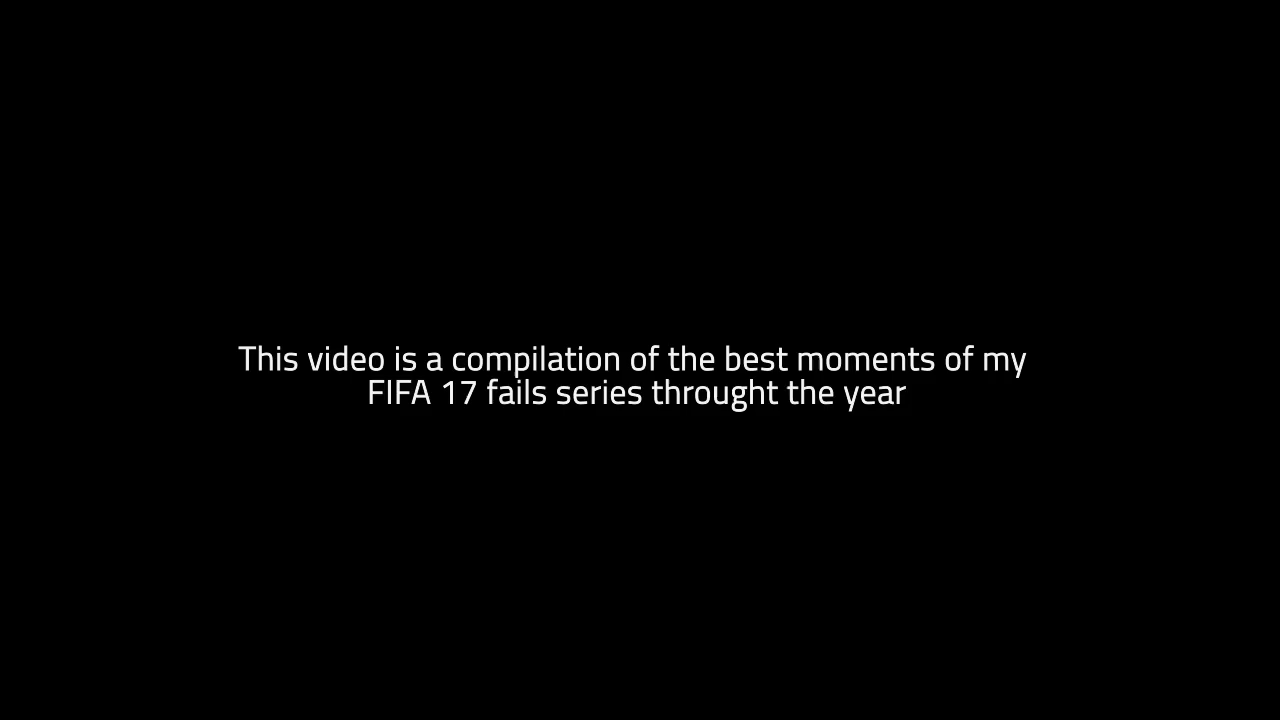 This video is a compilation of the best moments of my
FIFA 17 fails series throught the year